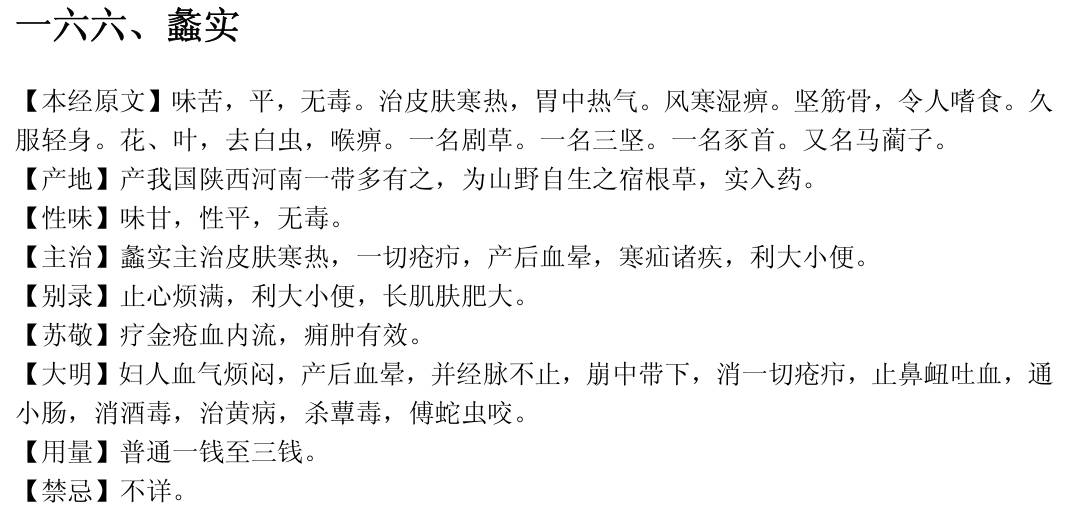 一六六、蠡实
【本经原文】味苦，平，无毒。治皮肤寒热，胃中热气。风寒湿痹。坚筋骨，令人嗜食。久
服轻身。花、叶，去白虫，喉痹。一名剧草。一名三坚。一名豕首。又名马蔺子。
【产地】产我国陕西河南一带多有之，为山野自生之宿根草，实入药。
【性味】味甘，性平，无毒。
【主治】蠡实主治皮肤寒热，一切疮疖，产后血晕，寒疝诸疾，利大小便。
【别录】止心烦满，利大小便，长肌肤肥大。
【苏敬】疗金疮血内流，痈肿有效。
【大明】妇人血气烦闷，产后血晕，并经脉不止，崩中带下，消一切疮疖，止鼻衄吐血，通
小肠，消酒毒，治黄病，杀蕈毒，傅蛇虫咬。
【用量】普通一钱至三钱。
【禁忌】不详。